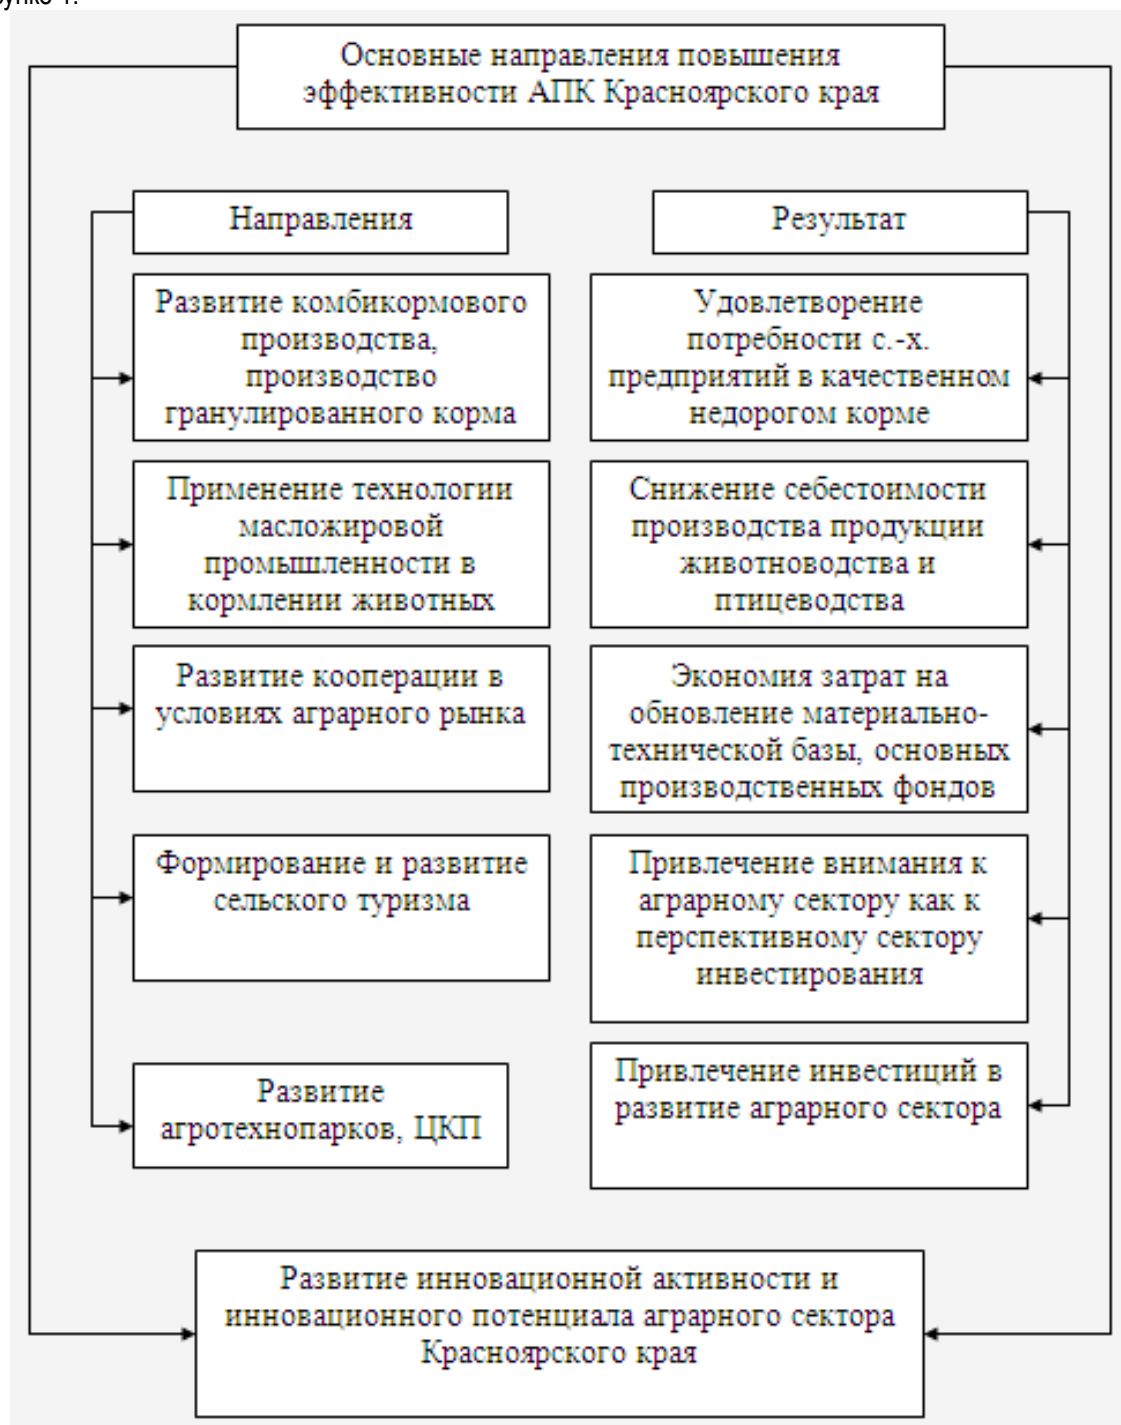 Основные направления повышения
эффективности АПК Красноярского края
Направления
Результат
Развитие комбикормового
производства,
производство
гранулированного корма
Удовлетворение
потребности с.-х.
предприятий в качественном
недорогом корме
Применение технологии
масложировой
промышленности в
кормлении животных
Снижение себестоимости
производства продукции
животноводства и
птицеводства
Развитие кооперации в
условиях аграрного рынка
Экономия затрат на
обновление материально-
технической базы, основных
производственных фондов
Формирование и развитие
сельского туризма
Привлечение внимания к
аграрному сектору как к
перспективному сектору
инвестирования
Развитие
агротехнопарков, ЦКП
Привлечение инвестиций в
развитие аграрного сектора
Развитие инновационной активности и
инновационного потенциала аграрного сектора
Красноярского края